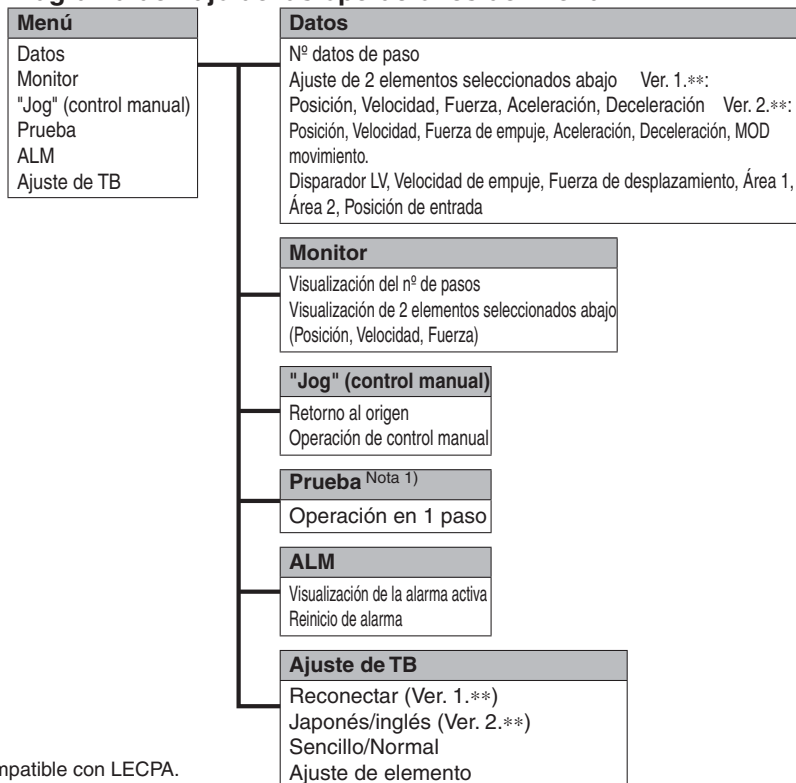 Menú
Datos
Monitor
"Jog" (control manual)
Prueba
ALM
Ajuste de TB
Datos
Nº datos de paso
Ajuste de 2 elementos seleccionados abajo Ver. 1.**:
Posición, Velocidad, Fuerza, Aceleración, Deceleración Ver. 2.**:
Posición, Velocidad, Fuerza de empuje, Aceleración, Deceleración, MOD
movimiento.
Disparador LV, Velocidad de empuje, Fuerza de desplazamiento, Área 1,
Área 2, Posición de entrada
Monitor
Visualización del nº de pasos
Visualización de 2 elementos seleccionados abajo
(Posición, Velocidad, Fuerza)
"Jog" (control manual)
Retorno al origen
Operación de control manual
Prueba Nota 1)
Operación en 1 paso
ALM
Visualización de la alarma activa
Reinicio de alarma
Ajuste de TB
Reconectar (Ver. 1.**)
Japonés/inglés (Ver. 2.**)
Sencillo/Normal
Ajuste de elemento
con LECPA.